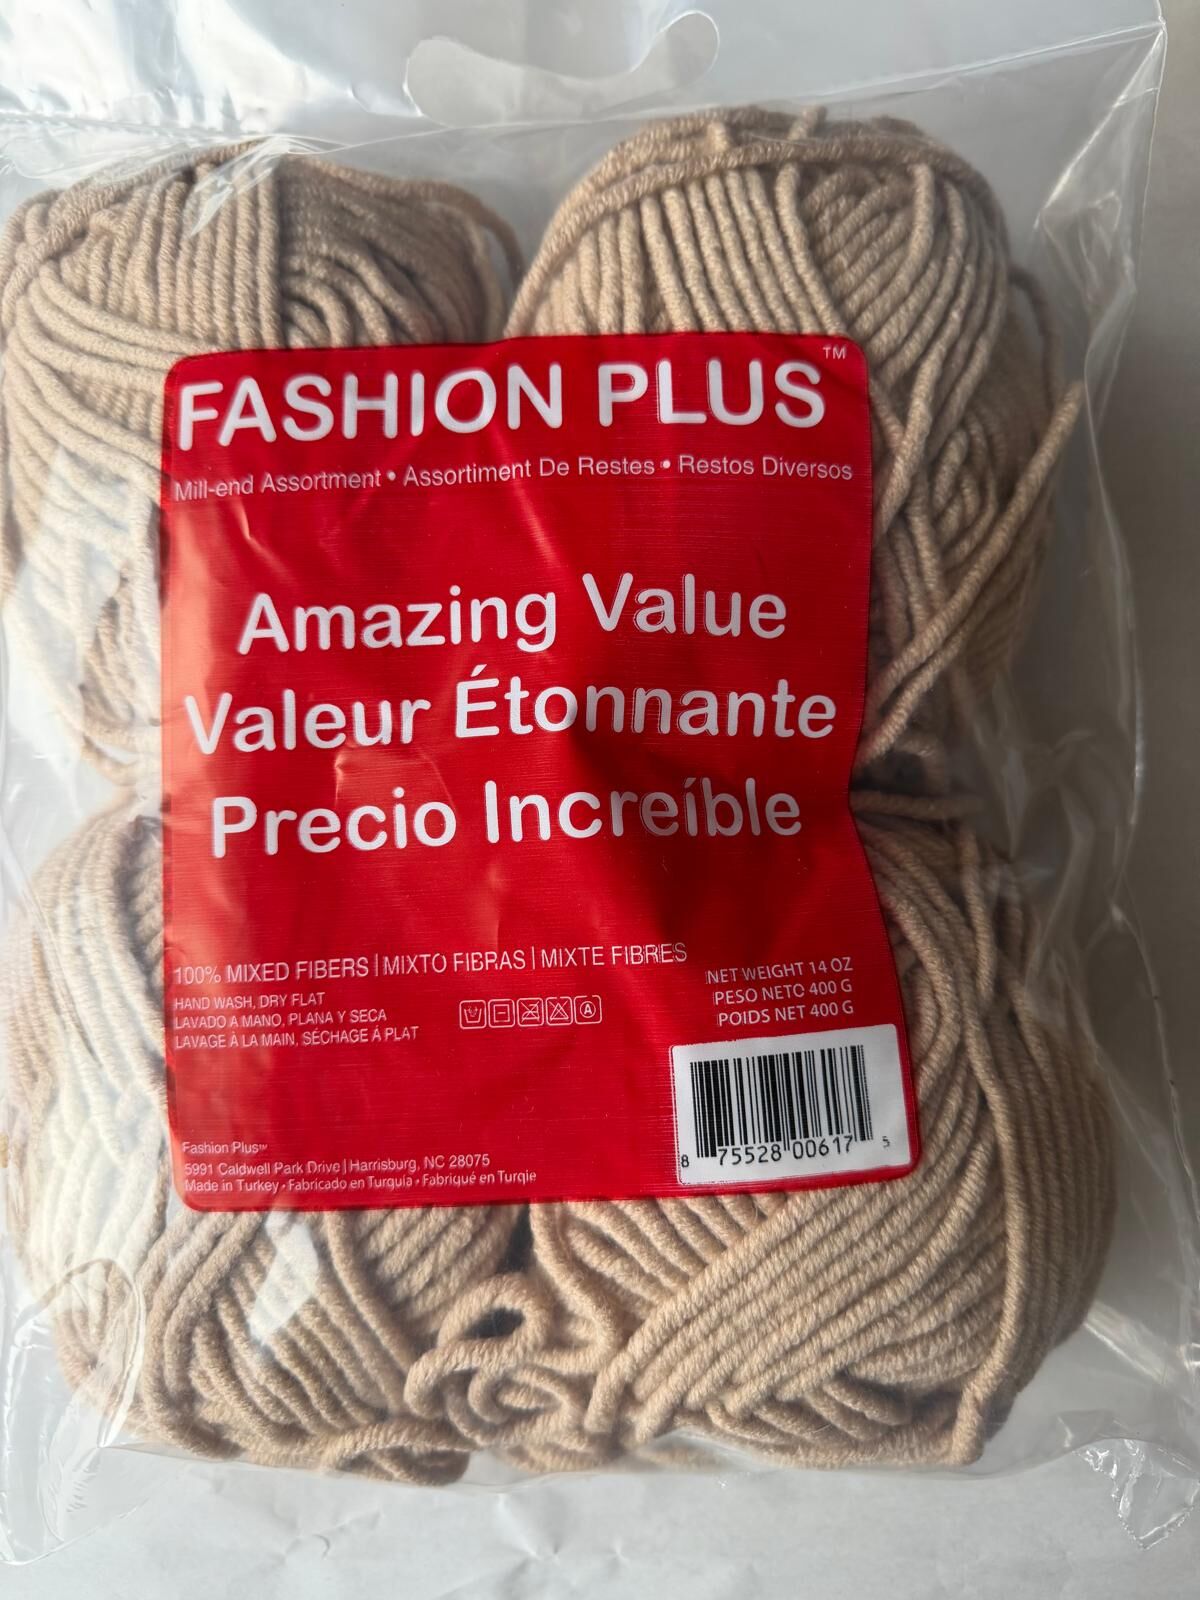 FASHION PLUS™
Mill-end Assortment • Assortiment De Restes • Restos Diversos
Amazing Value
Valeur Étonnante
Precio Increíble
100% MIXED FIBERS | MIXTO FIBRAS | MIXTE FIBRES
HAND WASH, DRY FLAT
LAVADO A MANO, PLANA Y SECA
LAVAGE À LA MAIN, SÉCHAGE Á PLAT
A
NET WEIGHT 14 OZ
PESO NETO 400 G
POIDS NET 400 G
8 75528 00617 5
Fashion Plus™
5991 Caldwell Park Drive | Harrisburg, NC 28075
Made in Turkey • Fabricado en Turquía • Fabriqué en Turqie